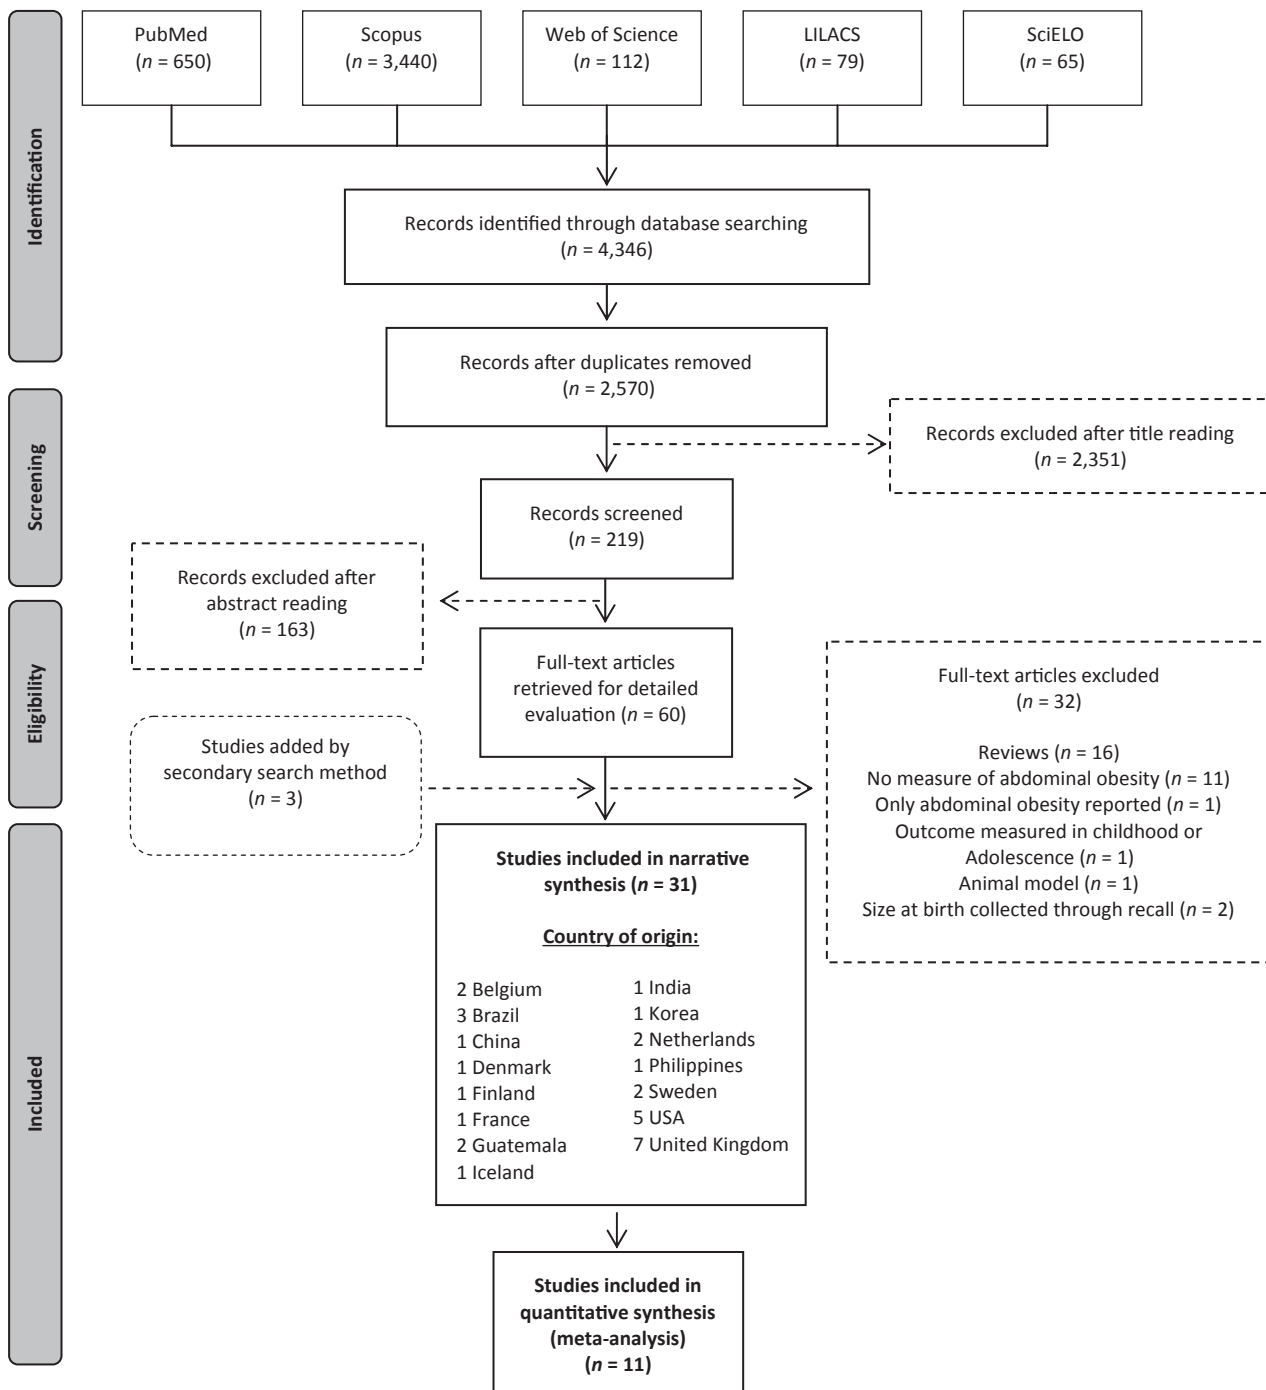 PubMed
(n = 650)
Scopus
(n = 3,440)
Web of Science
(n = 112)
LILACS
(n = 79)
SciELO
(n = 65)
Identification
Records identified through database searching
(n = 4,346)
Records after duplicates removed
(n = 2,570)
Screening
Records excluded after title reading
(n = 2,351)
Records screened
(n = 219)
Records excluded after
abstract reading
(n = 163)
Eligibility
Full-text articles
retrieved for detailed
evaluation (n = 60)
Studies added by
secondary search method
(n = 3)
Full-text articles excluded
(n = 32)
Reviews (n = 16)
No measure of abdominal obesity (n = 11)
Only abdominal obesity reported (n = 1)
Outcome measured in childhood or
Adolescence (n = 1)
Animal model (n = 1)
Size at birth collected through recall (n = 2)
Included
Studies included in narrative
synthesis (n = 31)
Country of origin:
2 Belgium
3 Brazil
1 China
1 Denmark
1 Finland
1 France
2 Guatemala
1 Iceland
1 India
1 Korea
2 Netherlands
1 Philippines
2 Sweden
5 USA
7 United Kingdom
Studies included in
quantitative synthesis
(meta-analysis)
(n = 11)